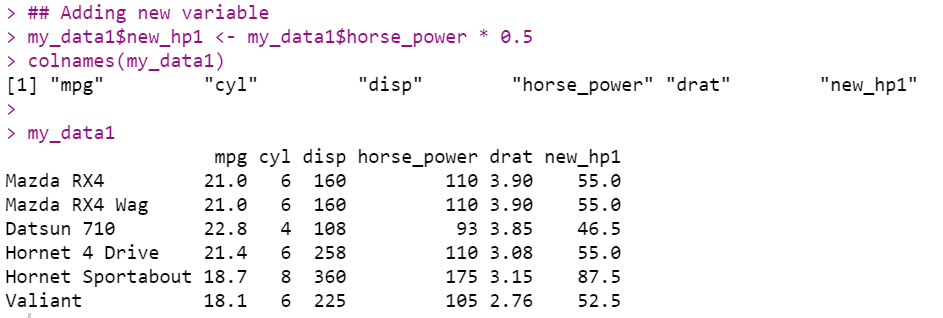 > ## Adding new variable
> my_data1$new_hp1 <- my_data1$horse_power * 0.5
> colnames(my_data1)
[1] "mpg"         "cyl"         "disp"        "horse_power" "drat"        "new_hp1"
>
> my_data1
                   mpg cyl disp horse_power drat new_hp1
Mazda RX4         21.0   6  160         110 3.90    55.0
Mazda RX4 Wag     21.0   6  160         110 3.90    55.0
Datsun 710        22.8   4  108          93 3.85    46.5
Hornet 4 Drive    21.4   6  258         110 3.08    55.0
Hornet Sportabout 18.7   8  360         175 3.15    87.5
Valiant           18.1   6  225         105 2.76    52.5